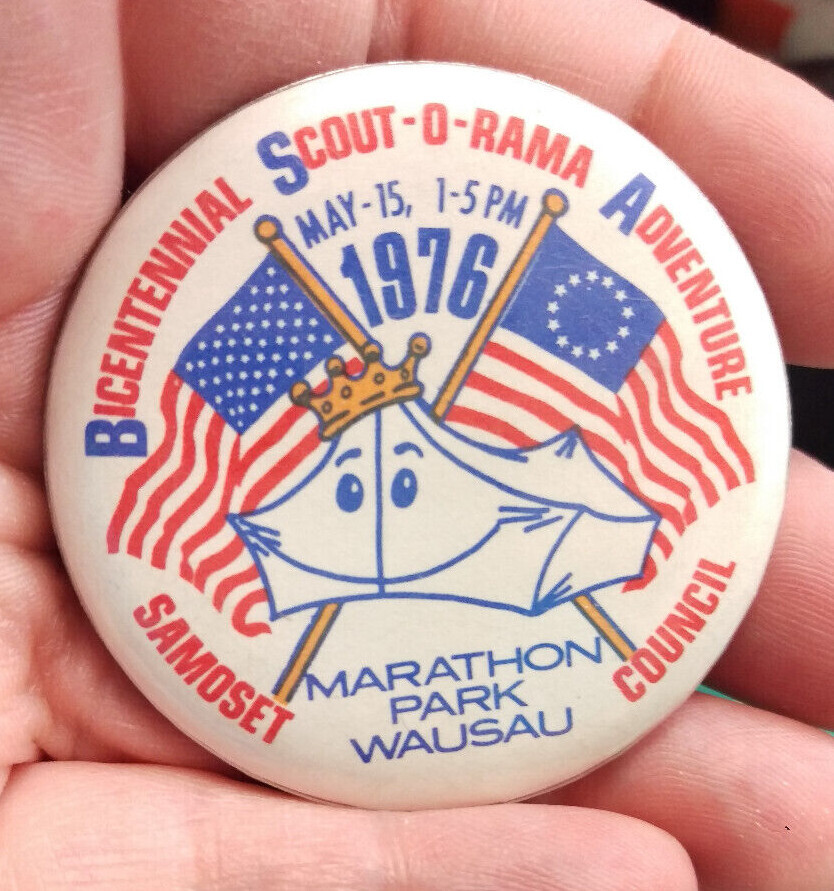 BICENTENNIAL SCOUT-O-RAMA ADVENTURE
MAY-15, 1-5 PM
1976
SAMOSET COUNCIL
MARATHON
PARK
WAUSAU